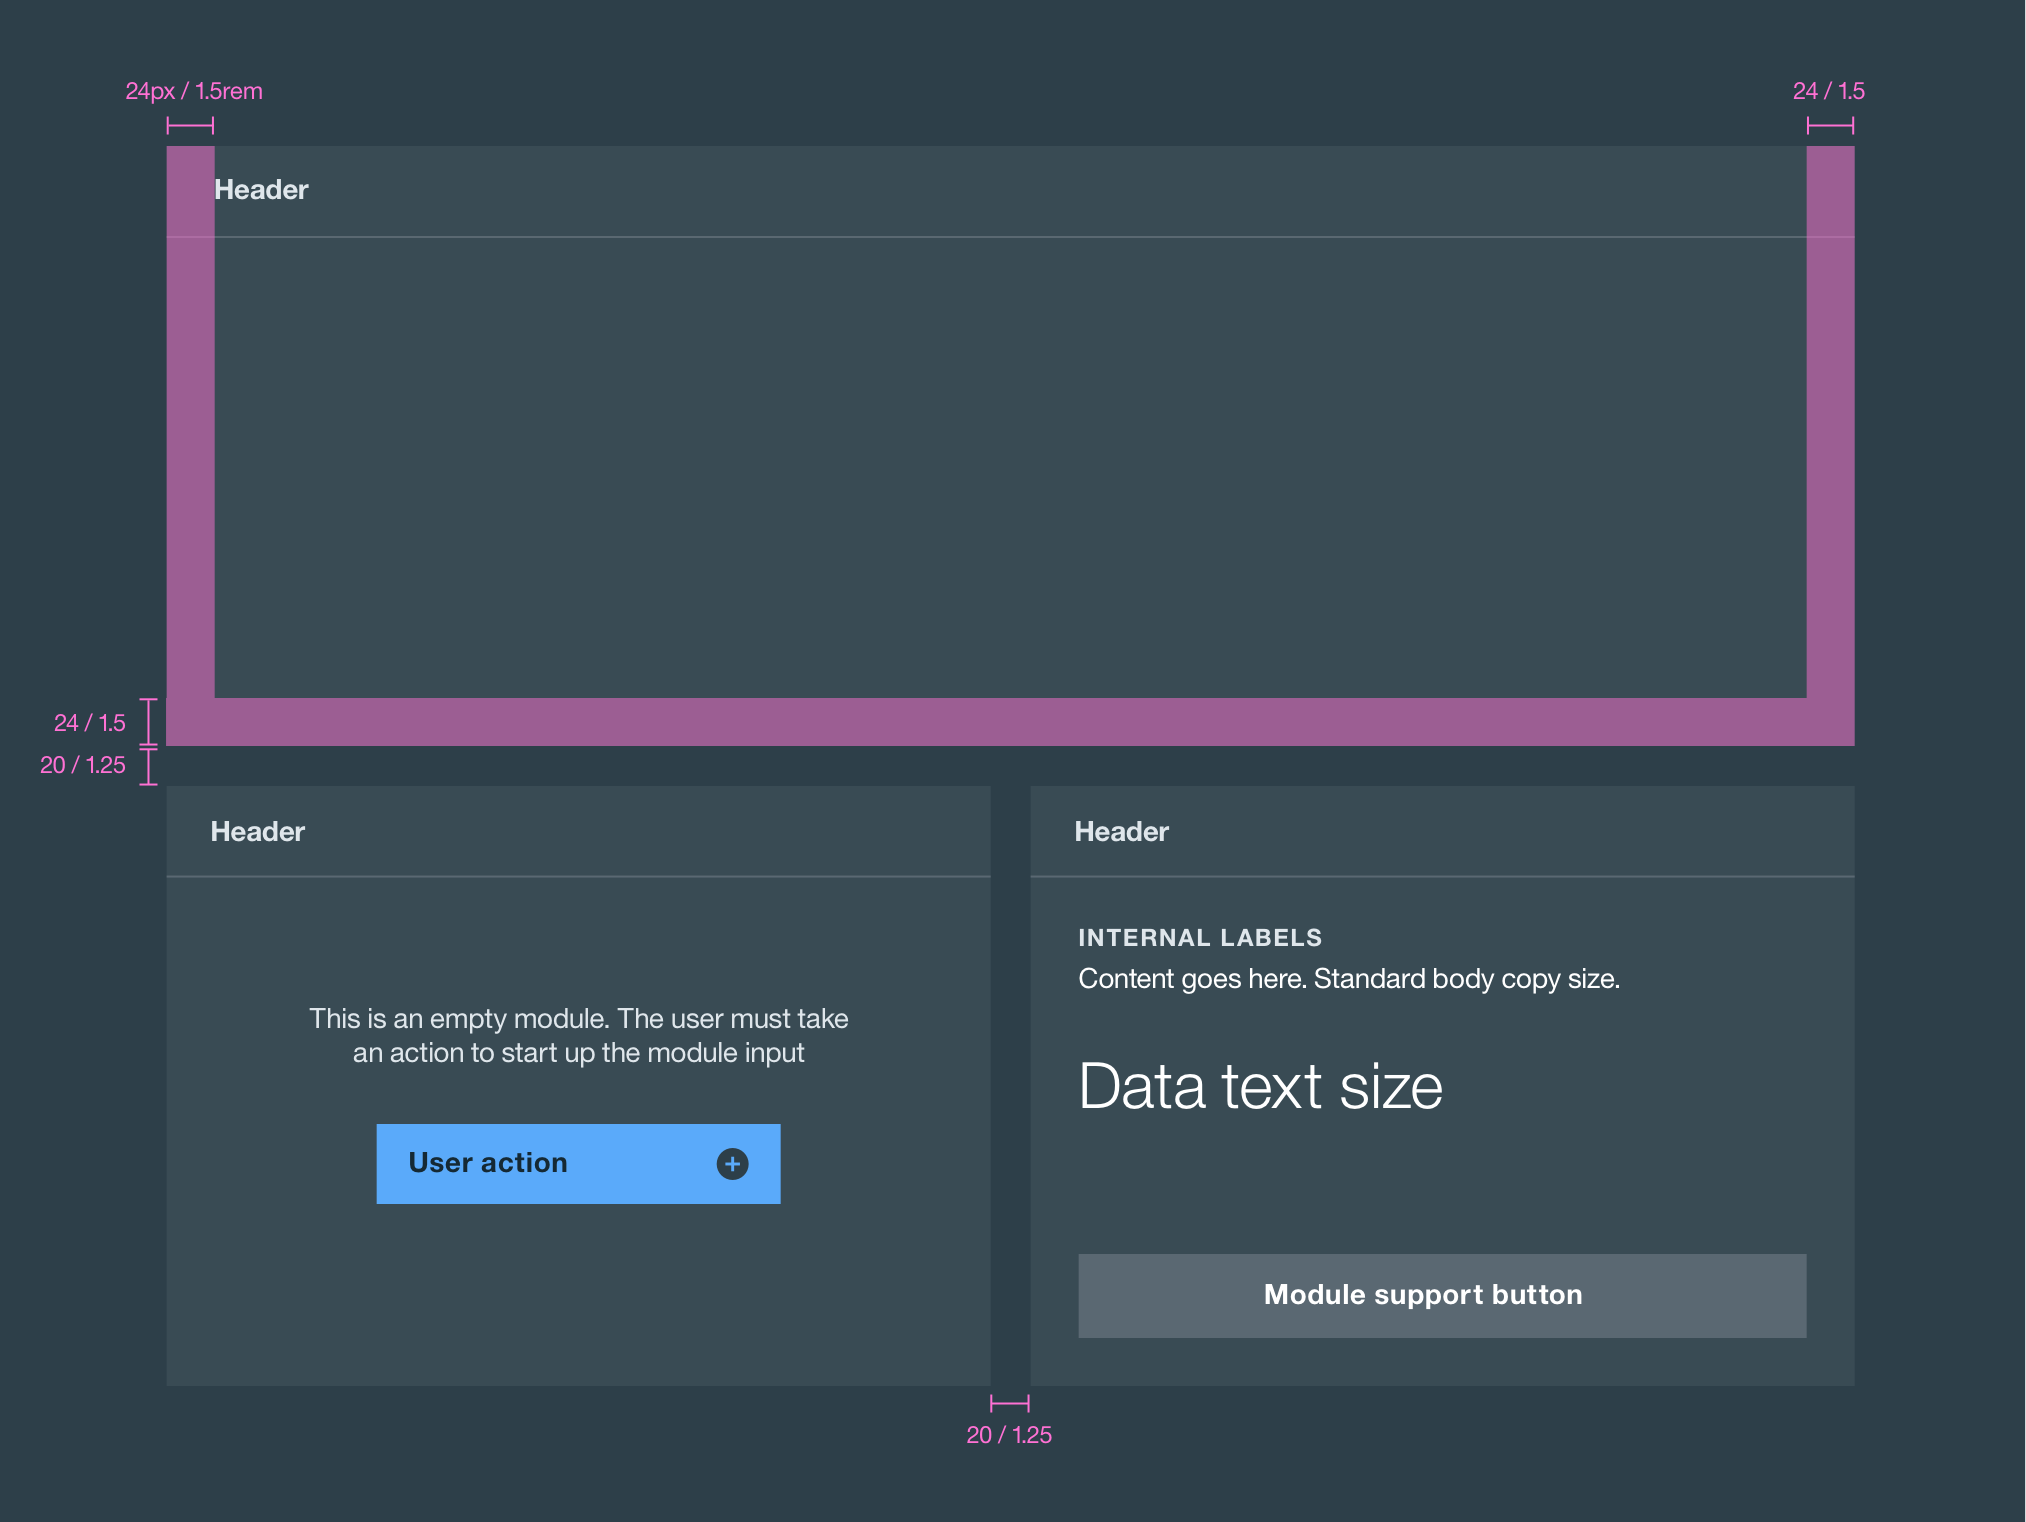 24px / 1.5rem
24 / 1.5
Header
24 / 1.5
20 / 1.25
Header
This is an empty module. The user must take
an action to start up the module input
User action
Header
INTERNAL LABELS
Content goes here. Standard body copy size.
Data text size
Module support button
20 / 1.25